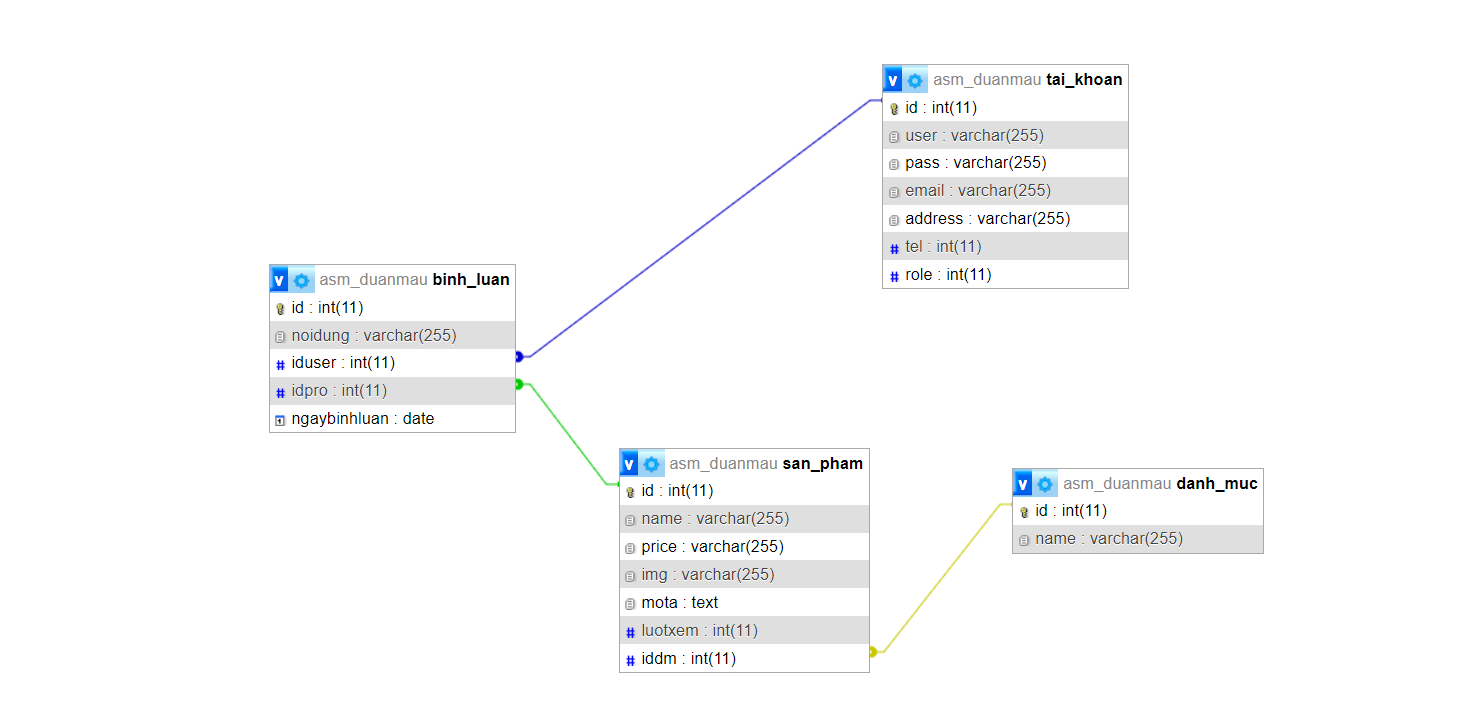 asm_duanmau tai_khoan
id : int(11)
user : varchar(255)
pass : varchar(255)
email : varchar(255)
address : varchar(255)
tel : int(11)
role : int(11)
asm_duanmau binh_luan
id : int(11)
noidung : varchar(255)
iduser : int(11)
idpro : int(11)
ngaybinhluan : date
asm_duanmau san_pham
id : int(11)
name : varchar(255)
price : varchar(255)
img : varchar(255)
mota : text
luotxem : int(11)
iddm : int(11)
asm_duanmau danh_muc
id : int(11)
name : varchar(255)